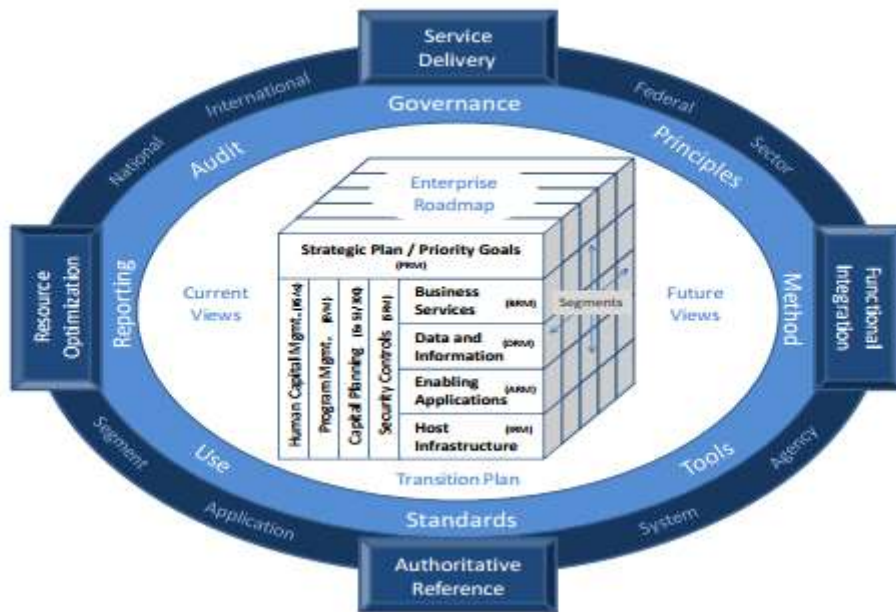 Service
Delivery
International
Federal
Governance
National
Sector
Audit
Principles
Enterprise
Roadmap
Strategic Plan / Priority Goals
(PRM)
Resource
Optimization
Reporting
Current
Views
Human Capital Mgmt.,
Program Mgmt.,
Capital Planning
Security Controls
Business
Services (BRM)
Data and
Information (DRM)
Enabling
Applications (ARM)
Host
Infrastructure (IRM)
Segments
Future
Views
Method
Functional
Integration
Segment
Use
Transition Plan
Tools
Agency
Application
Standards
System
Authoritative
Reference